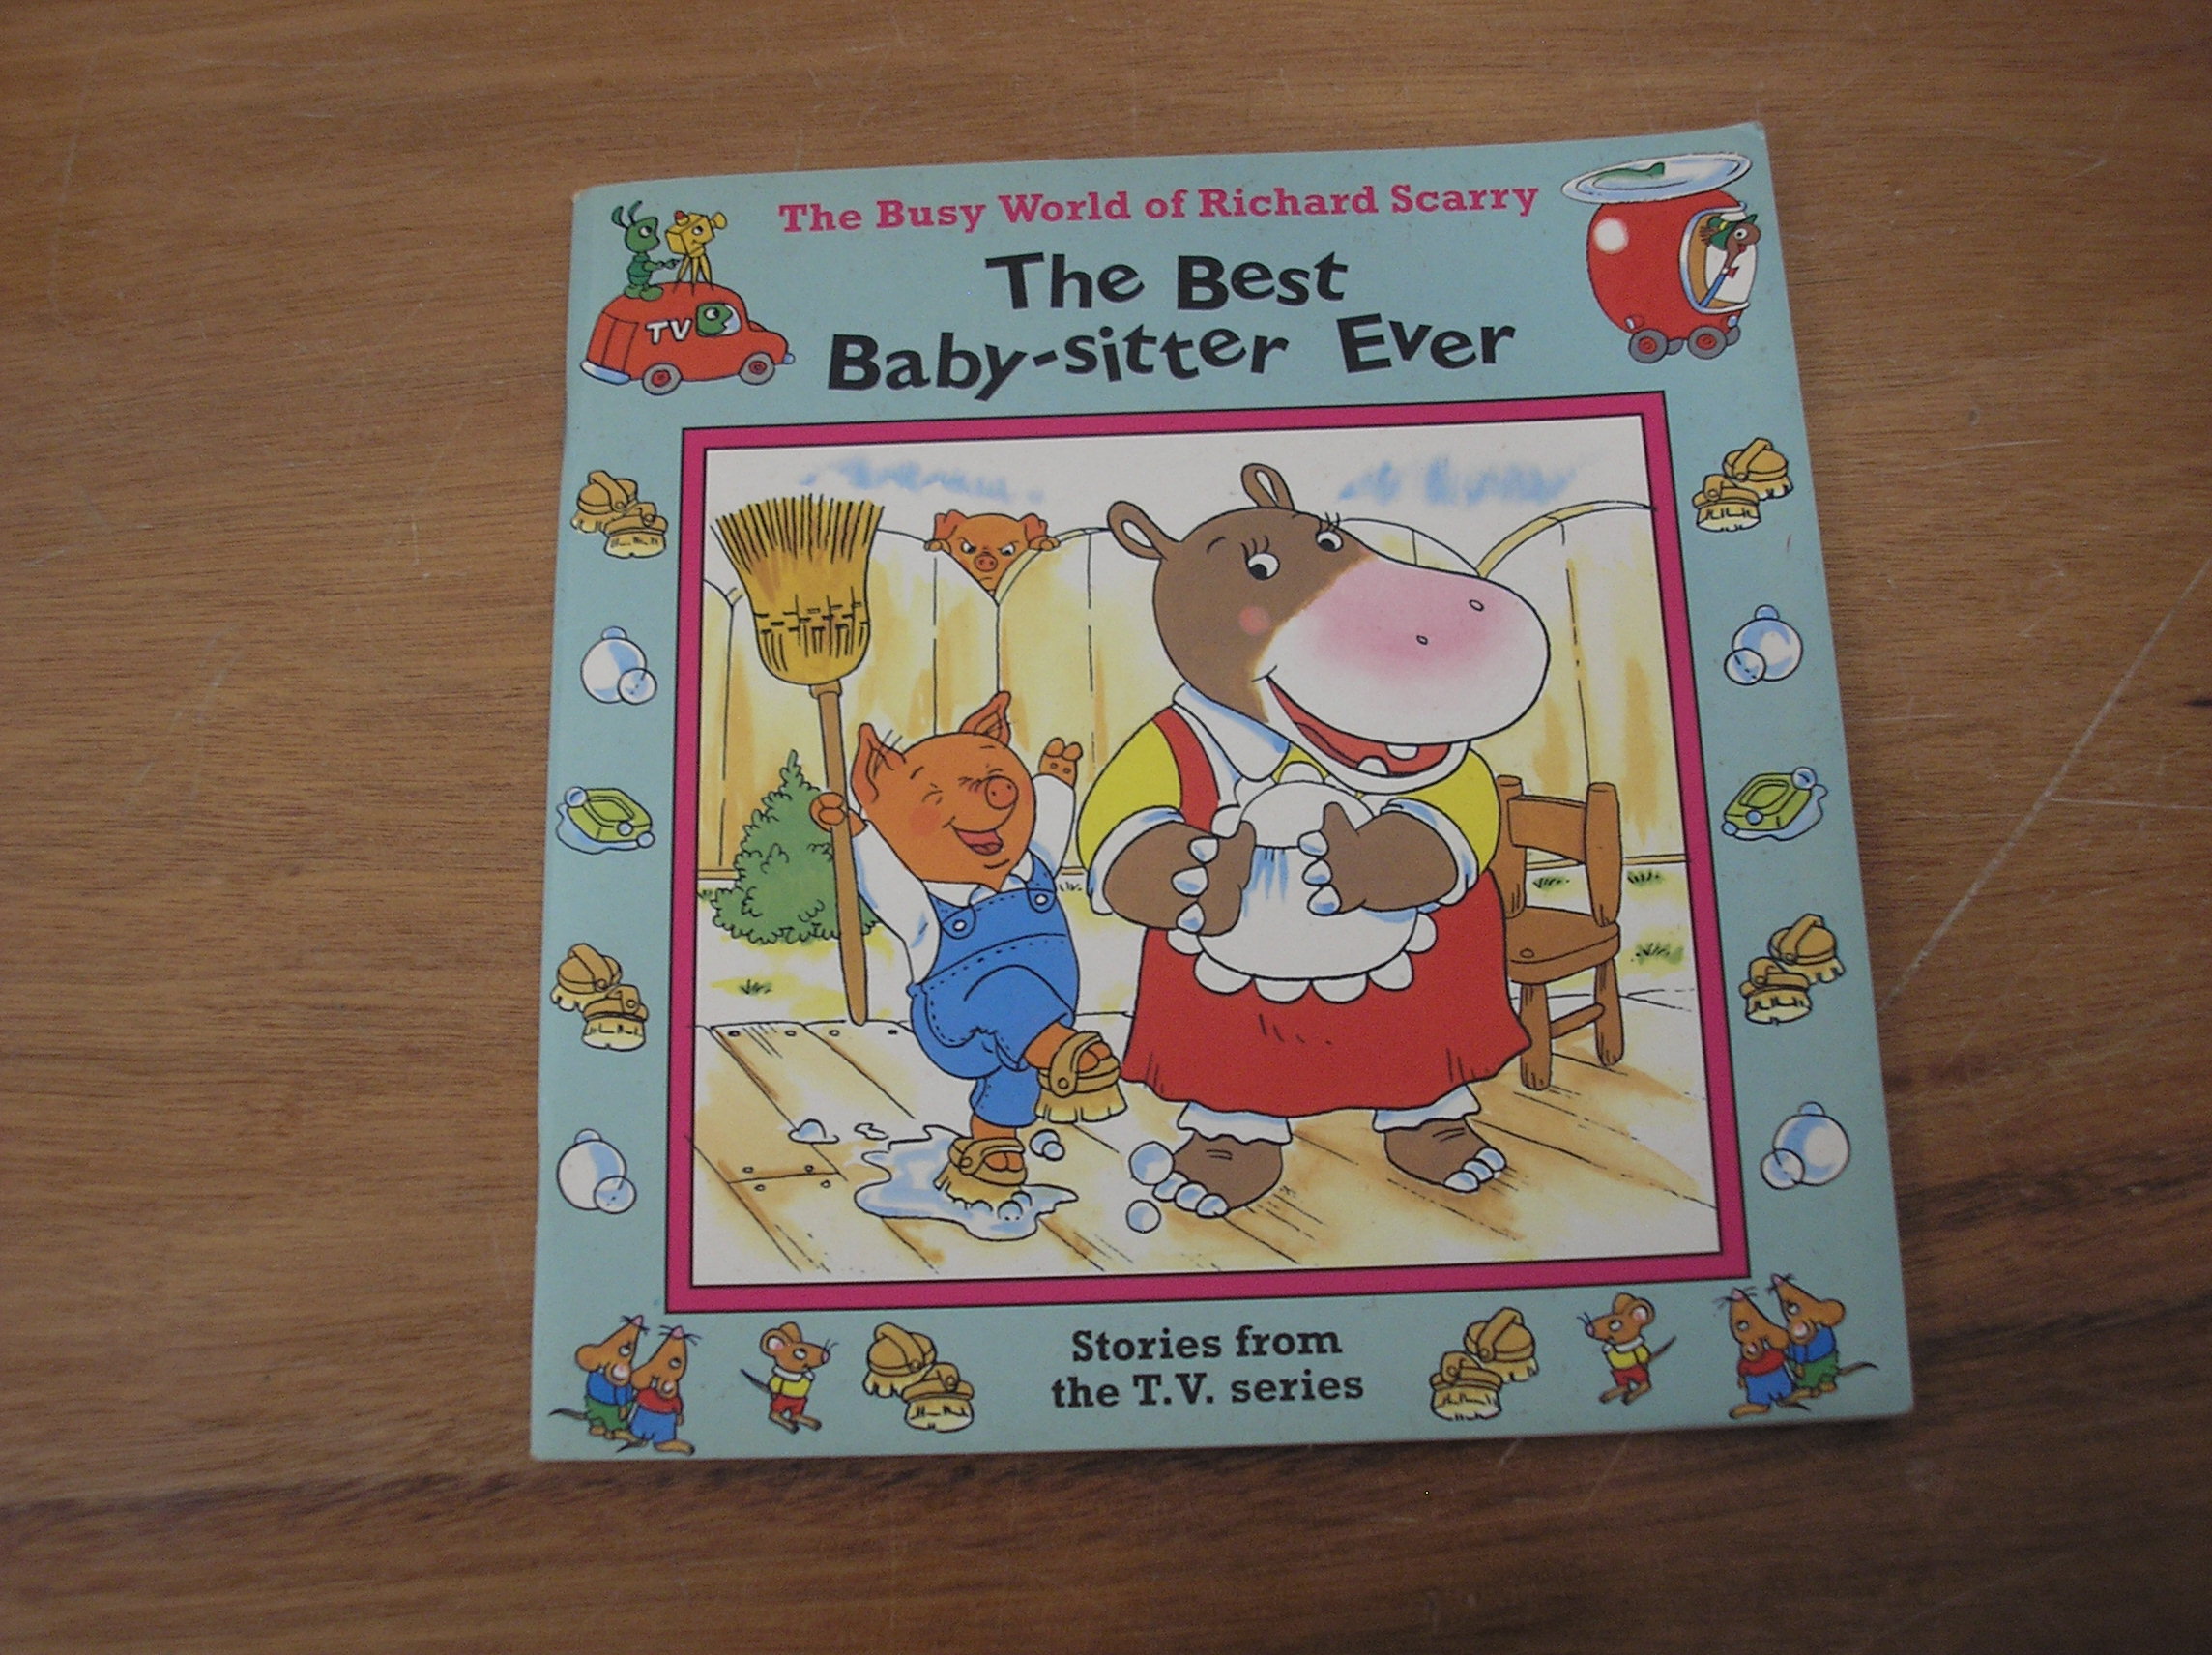 The Busy World of Richard Scarry
The Best
Baby-sitter Ever
TV
Stories from
the T.V. series